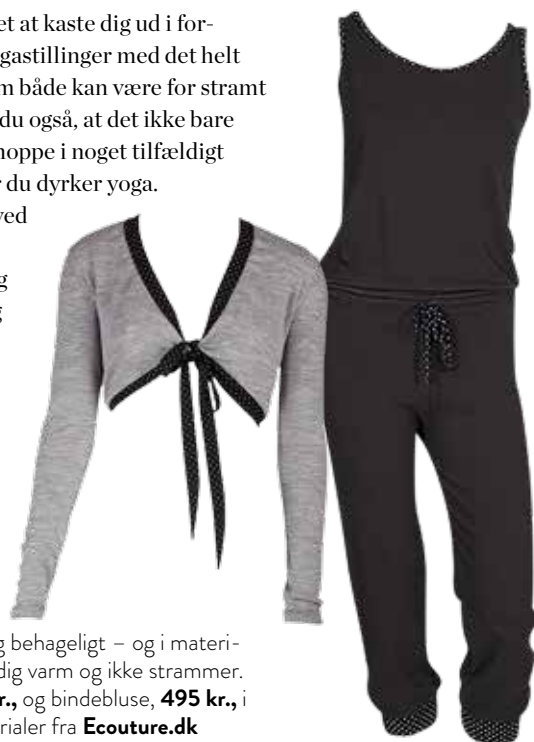 et at kaste dig ud i for-
gastillinger med det helt
m både kan være for stramt
du også, at det ikke bare
hoppe i noget tilfældigt
r du dyrker yoga.
ved
g
g
g behageligt – og i materi-
dig varm og ikke strammer.
r., og bindebluse, 495 kr., i
rialer fra Ecouture.dk